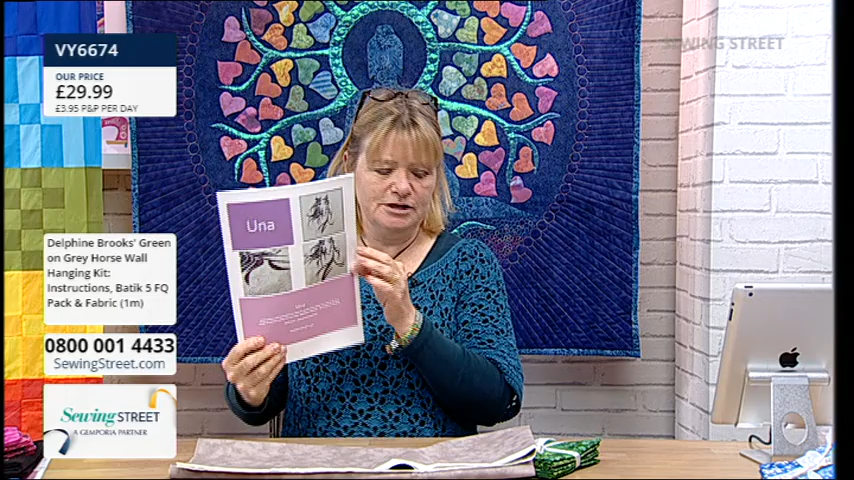 VY6674
OUR PRICE
£29.99
£3.95 P&P PER DAY
SEWING STREET
Una
Delphine Brooks' Green
on Grey Horse Wall
Hanging Kit:
Instructions, Batik 5 FQ
Pack & Fabric (1m)
0800 001 4433
SewingStreet.com
Sewing STREET
A GEMPORIA PARTNER